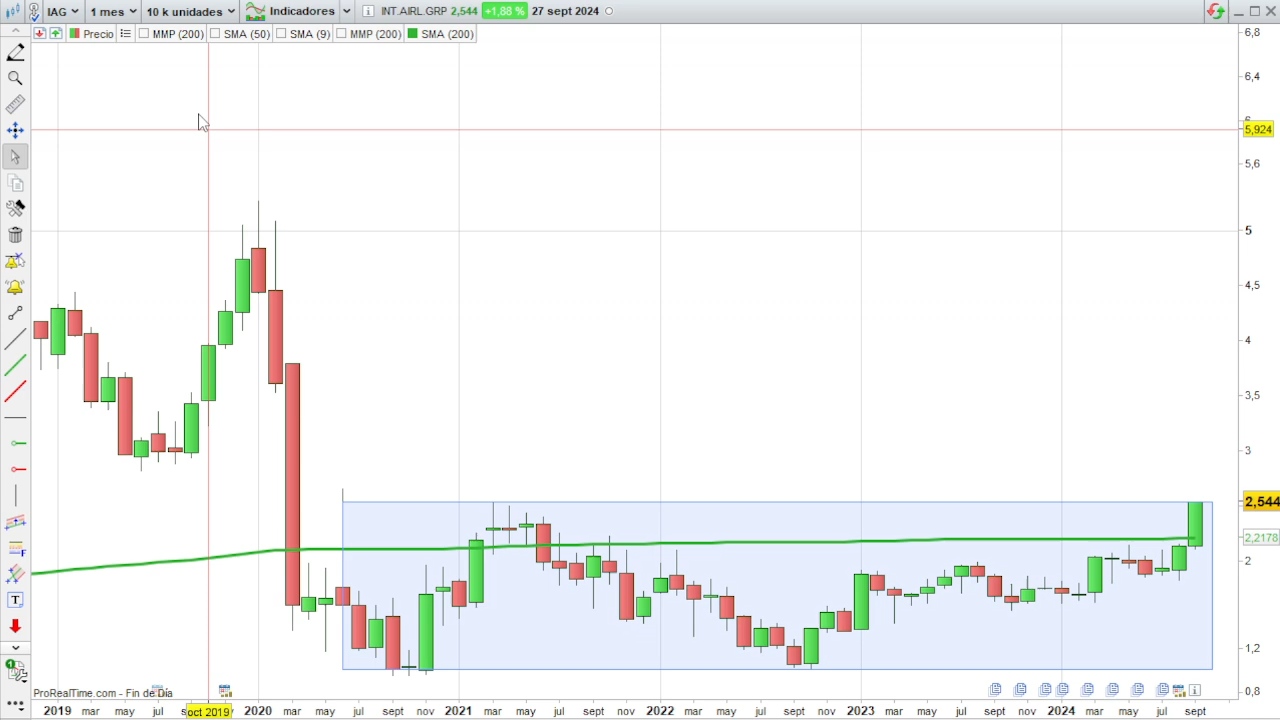 IAG 1 mes 10 k unidades Indicadores INT.AIRL GRP 2,544 +1,88 % 27 sept 2024
Precio MMP (200) SMA (50) SMA (9) MMP (200) SMA (200)
6,8
6,4
5,924
5,6
5
4,5
4
3,5
3
2,544
2,2178
2
1,2
0,8
T
F
1
ProRealTime.com - Fin de Día
2019 mar may jul oct 2019 2020 mar may jul sept 2021 mar may jul sept 2022 mar may jul sept nov 2023 mar may jul sept nov 2024 mar may jul sept